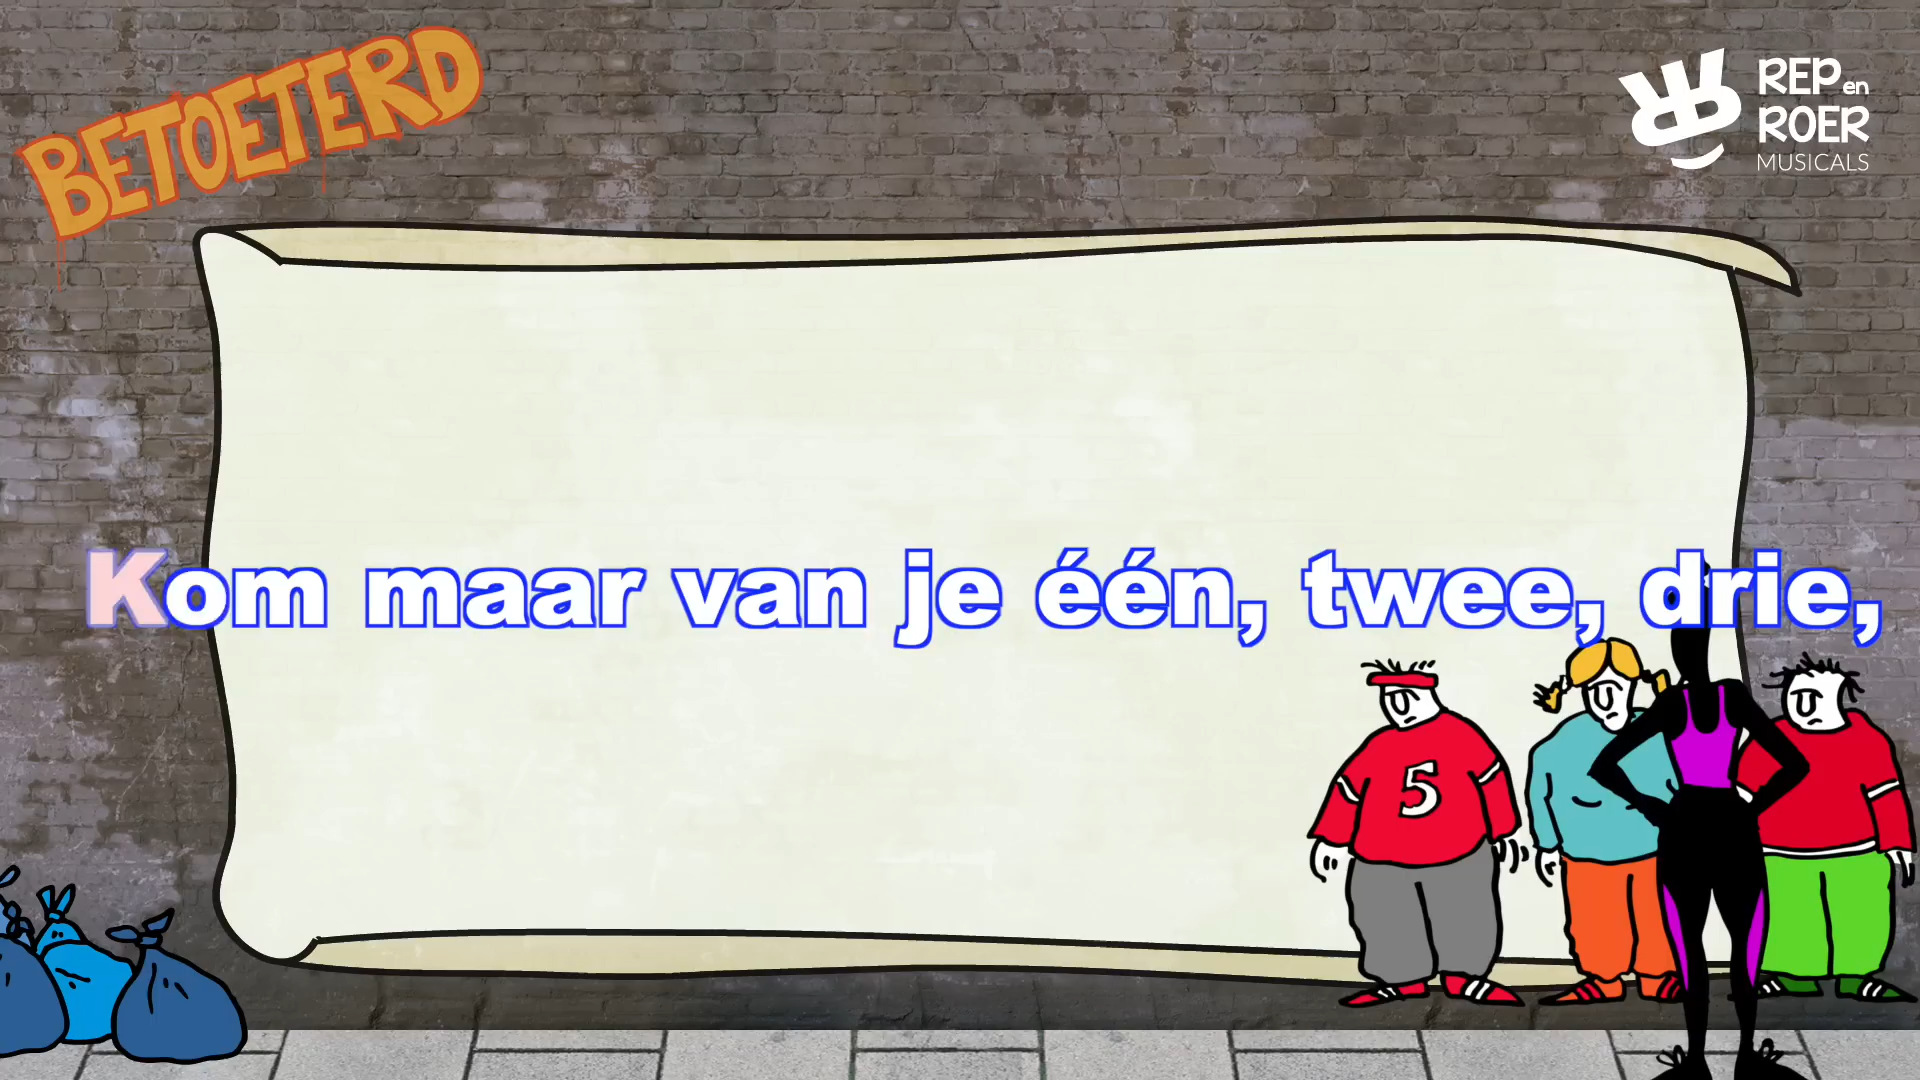 BETOETERD
REP en
ROER
MUSICALS
Kom maar van je één, twee, drie,
5